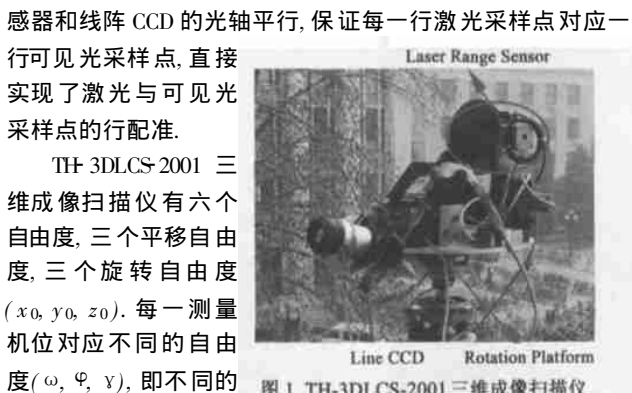 感器和线阵 CCD 的光轴平行, 保证每一行激光采样点对应一
行可见光采样点, 直接
实现了激光与可见光
采样点的行配准.
TH-3DLCS-2001 三
维成像扫描仪有六个
自由度, 三个平移自由
度, 三个旋转自由度
(x0, y0, z0). 每一测量
机位对应不同的自由
度(ω, φ, γ), 即不同的
Laser Range Sensor
Line CCD Rotation Platform
图 1 TH-3DLCS-2001 三维成像扫描仪